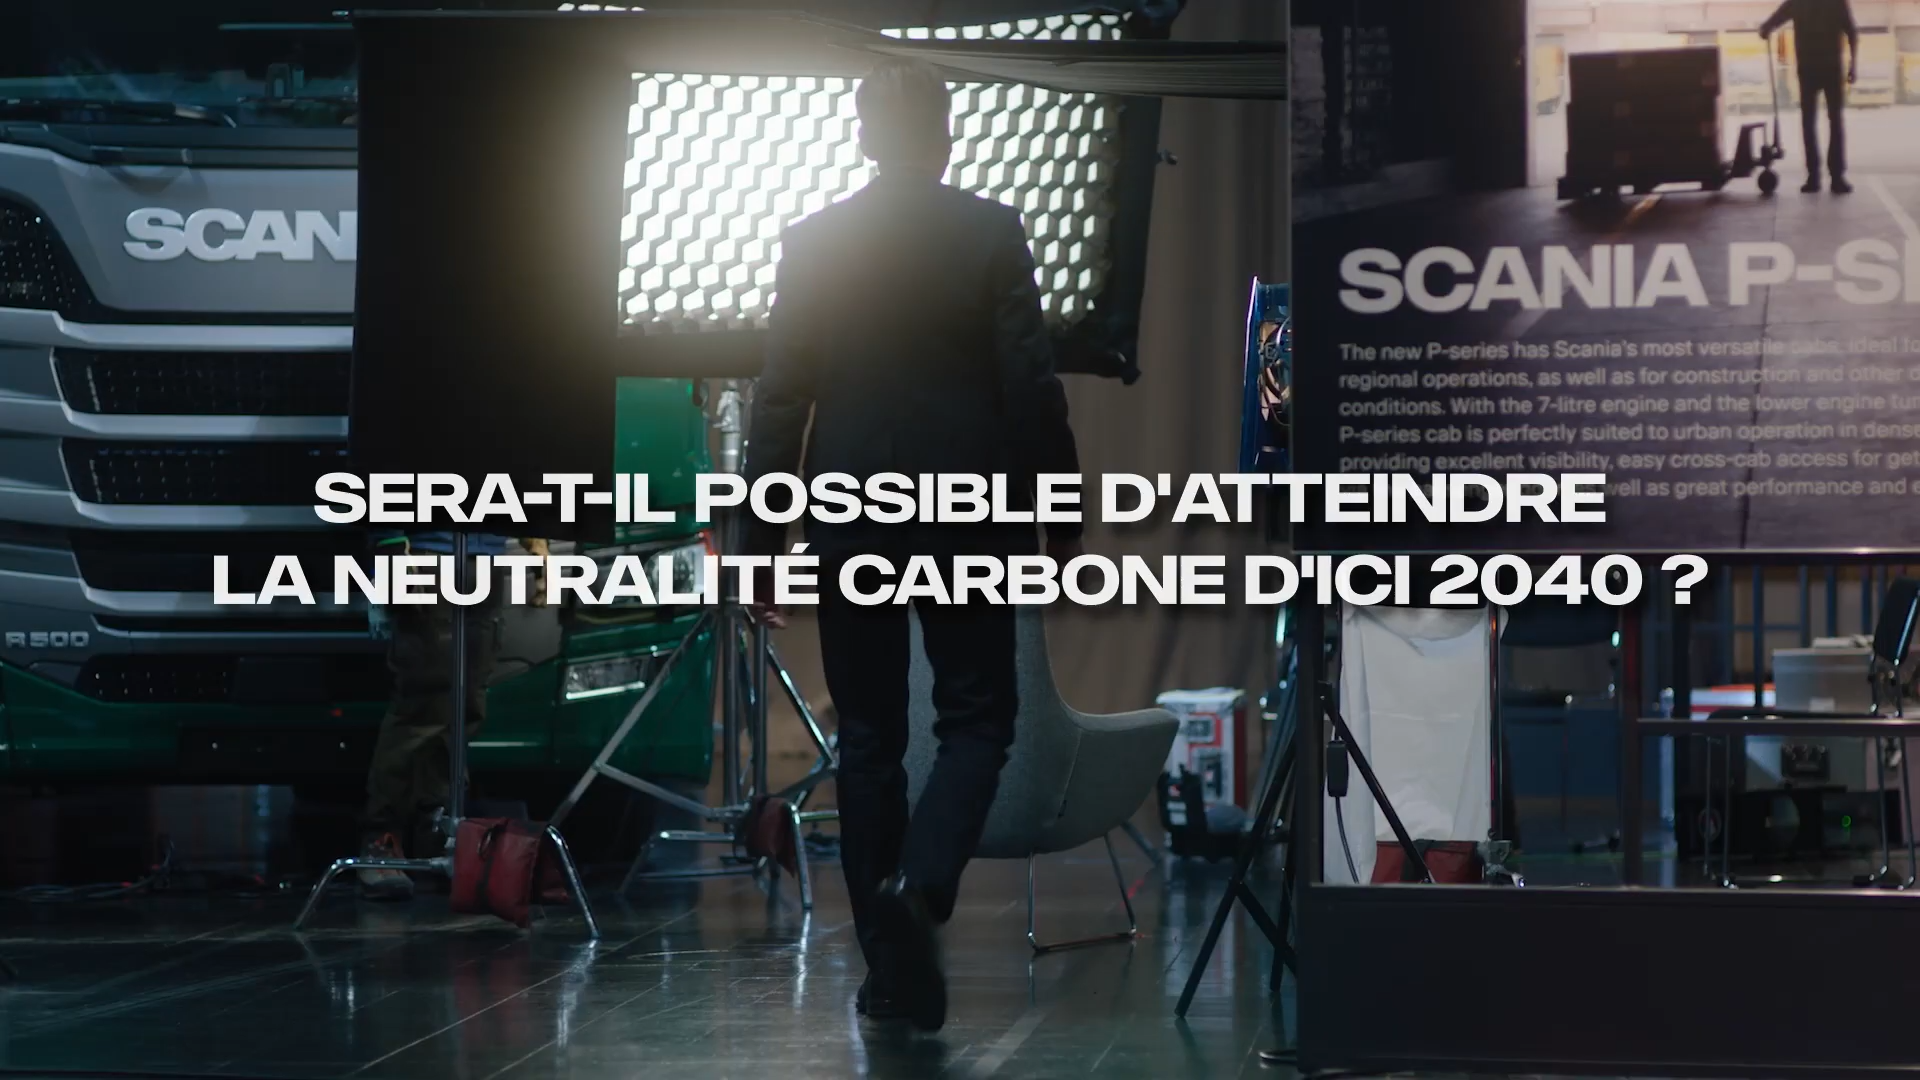 SCAN
SCANIA P-S
The new P-series has Scania's most versatile cabs, ideal
regional operations, as well as for construction and other
conditions. With the 7-litre engine and the lower engine
P-series cab is perfectly suited to urban operation in dense
providing excellent visibility, easy cross-cab access for
well as great performance and
SERA-T-IL POSSIBLE D'ATTEINDRE
LA NEUTRALITÉ CARBONE D'ICI 2040 ?
R 500